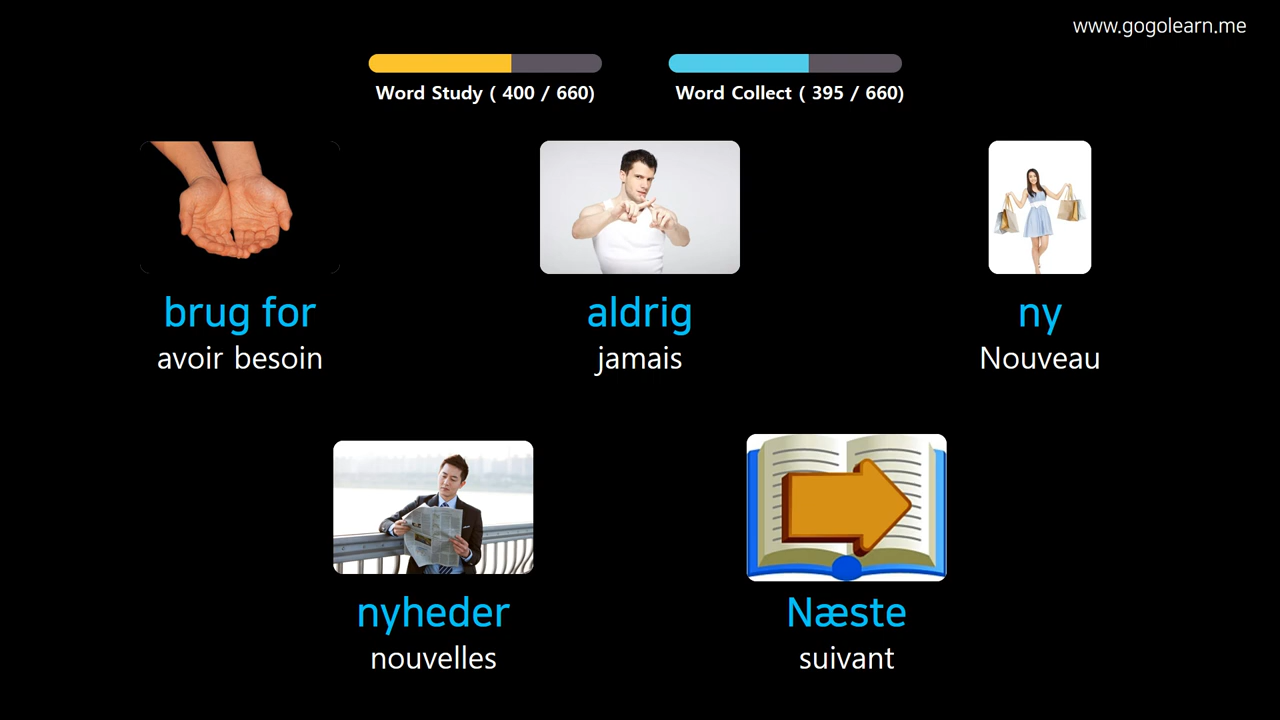 www.gogolearn.me
Word Study ( 400 / 660)
Word Collect ( 395 / 660)
brug for
avoir besoin
aldrig
jamais
ny
Nouveau
nyheder
nouvelles
Næste
suivant